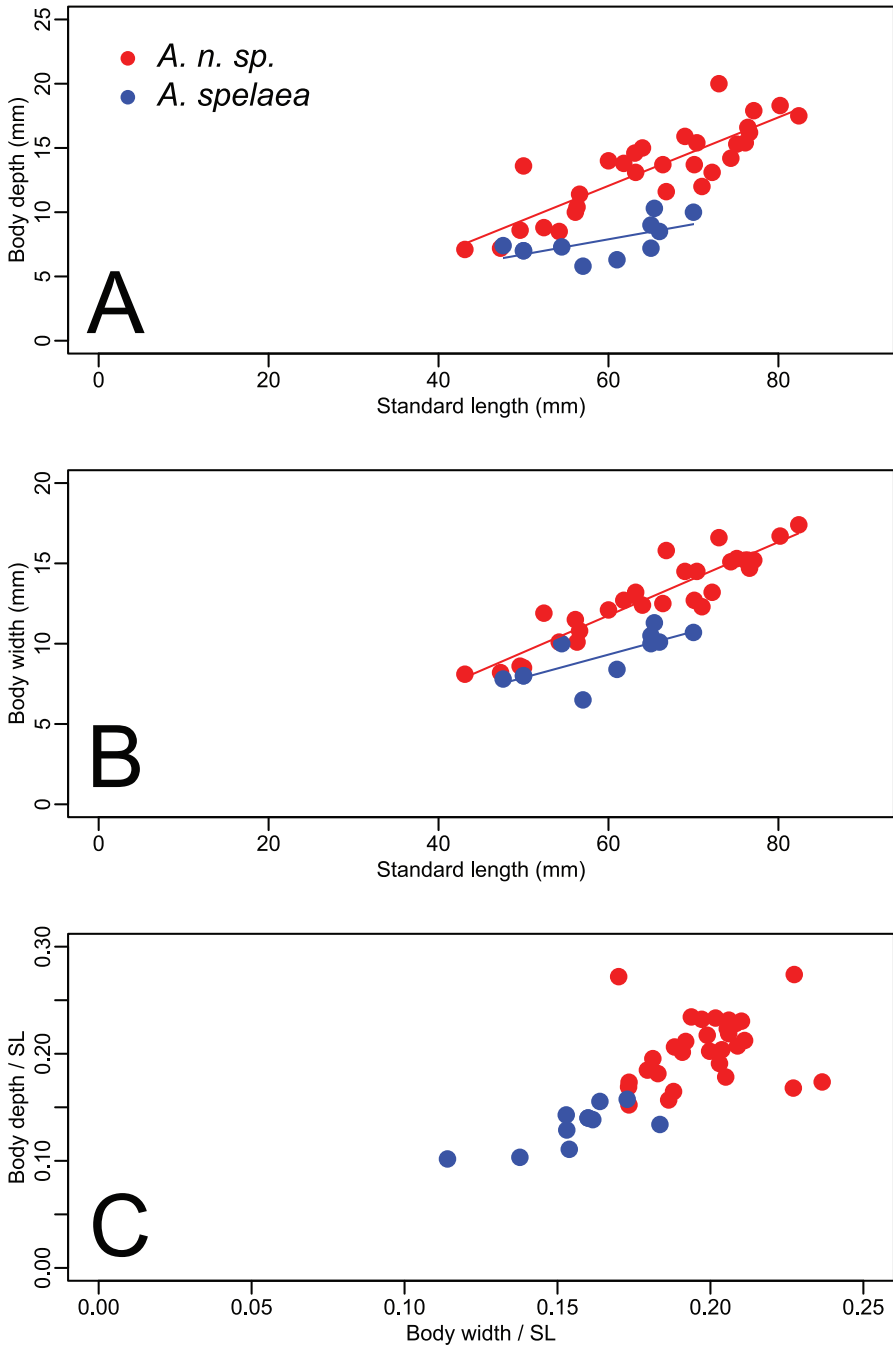 25
20
15
10
5
0
Body depth (mm)
A. n. sp.
A. spelaea
A
0 20 40 60 80
Standard length (mm)
20
15
10
5
0
Body width (mm)
B
0 20 40 60 80
Standard length (mm)
0.30
0.20
0.10
0.00
Body depth / SL
C
0.00 0.05 0.10 0.15 0.20 0.25
Body width / SL